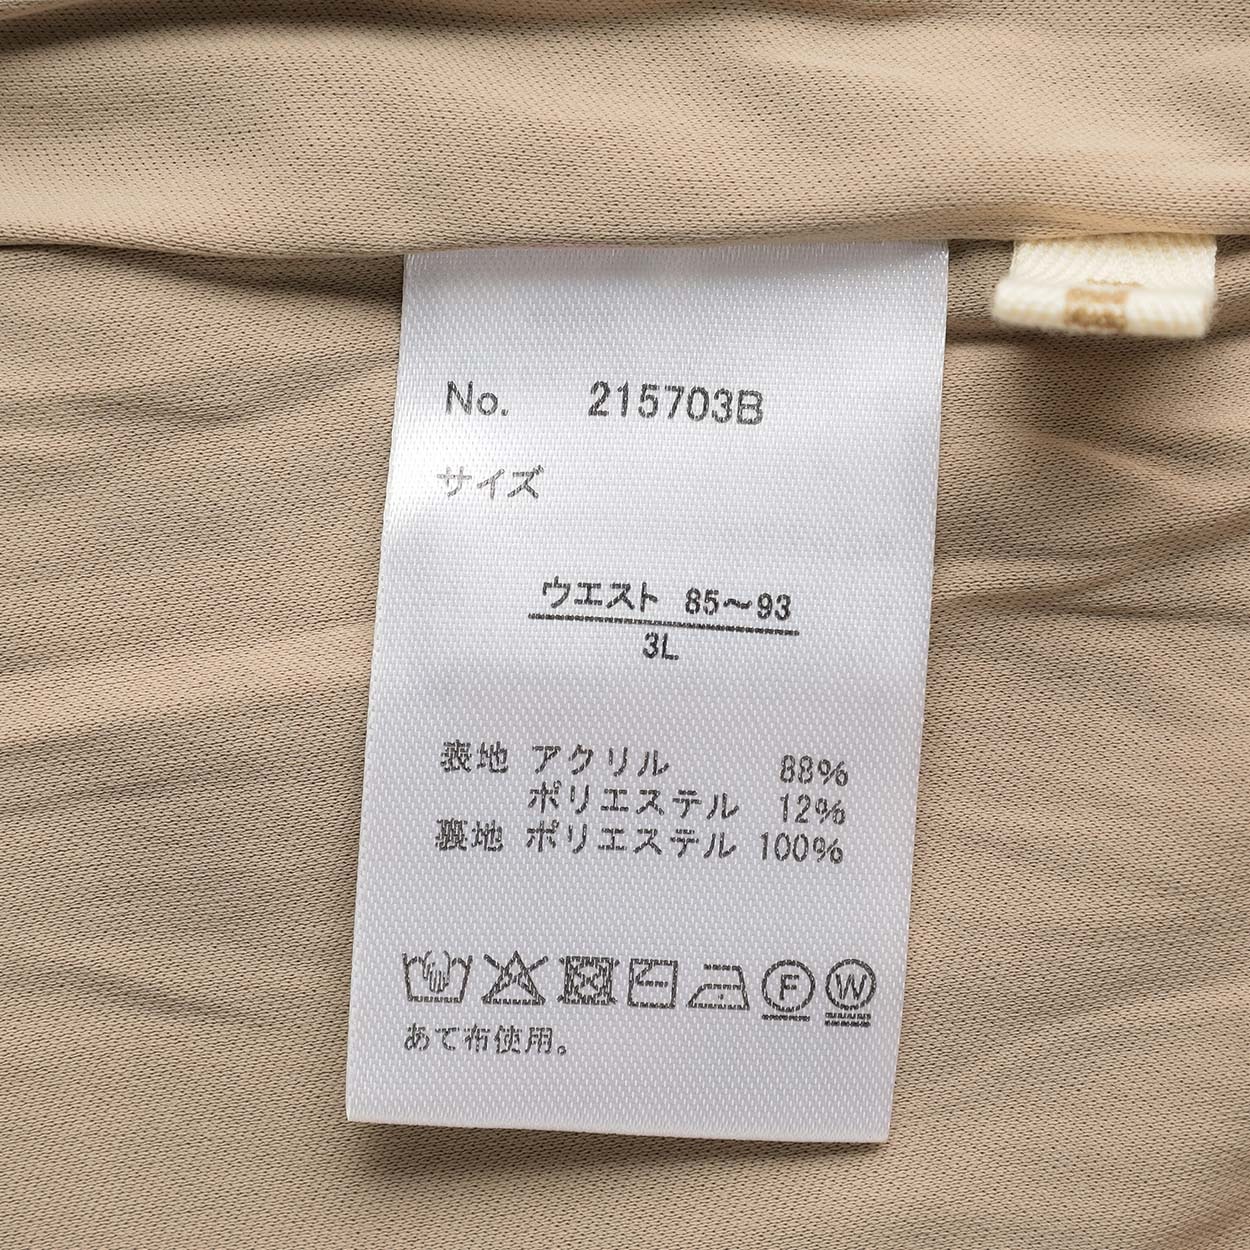 No. 215703B
サイズ
ウエスト 85～93
3L
表地 アクリル 88%
ポリエステル 12%
裏地 ポリエステル 100%
F W
あて布使用。